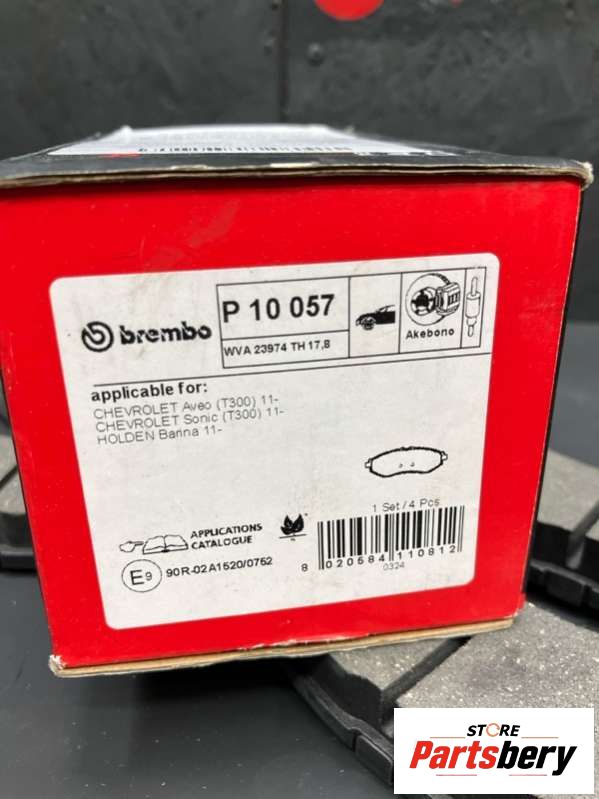 brembo
P 10 057
WVA 23974 TH 17,8
Akebono
applicable for:
CHEVROLET Aveo (T300) 11-
CHEVROLET Sonic (T300) 11-
HOLDEN Barina 11-
1 Set / 4 Pcs
APPLICATIONS
CATALOGUE
E9 90R-02A1520/0762
8 020584 110812
0324
STORE
Partsbery